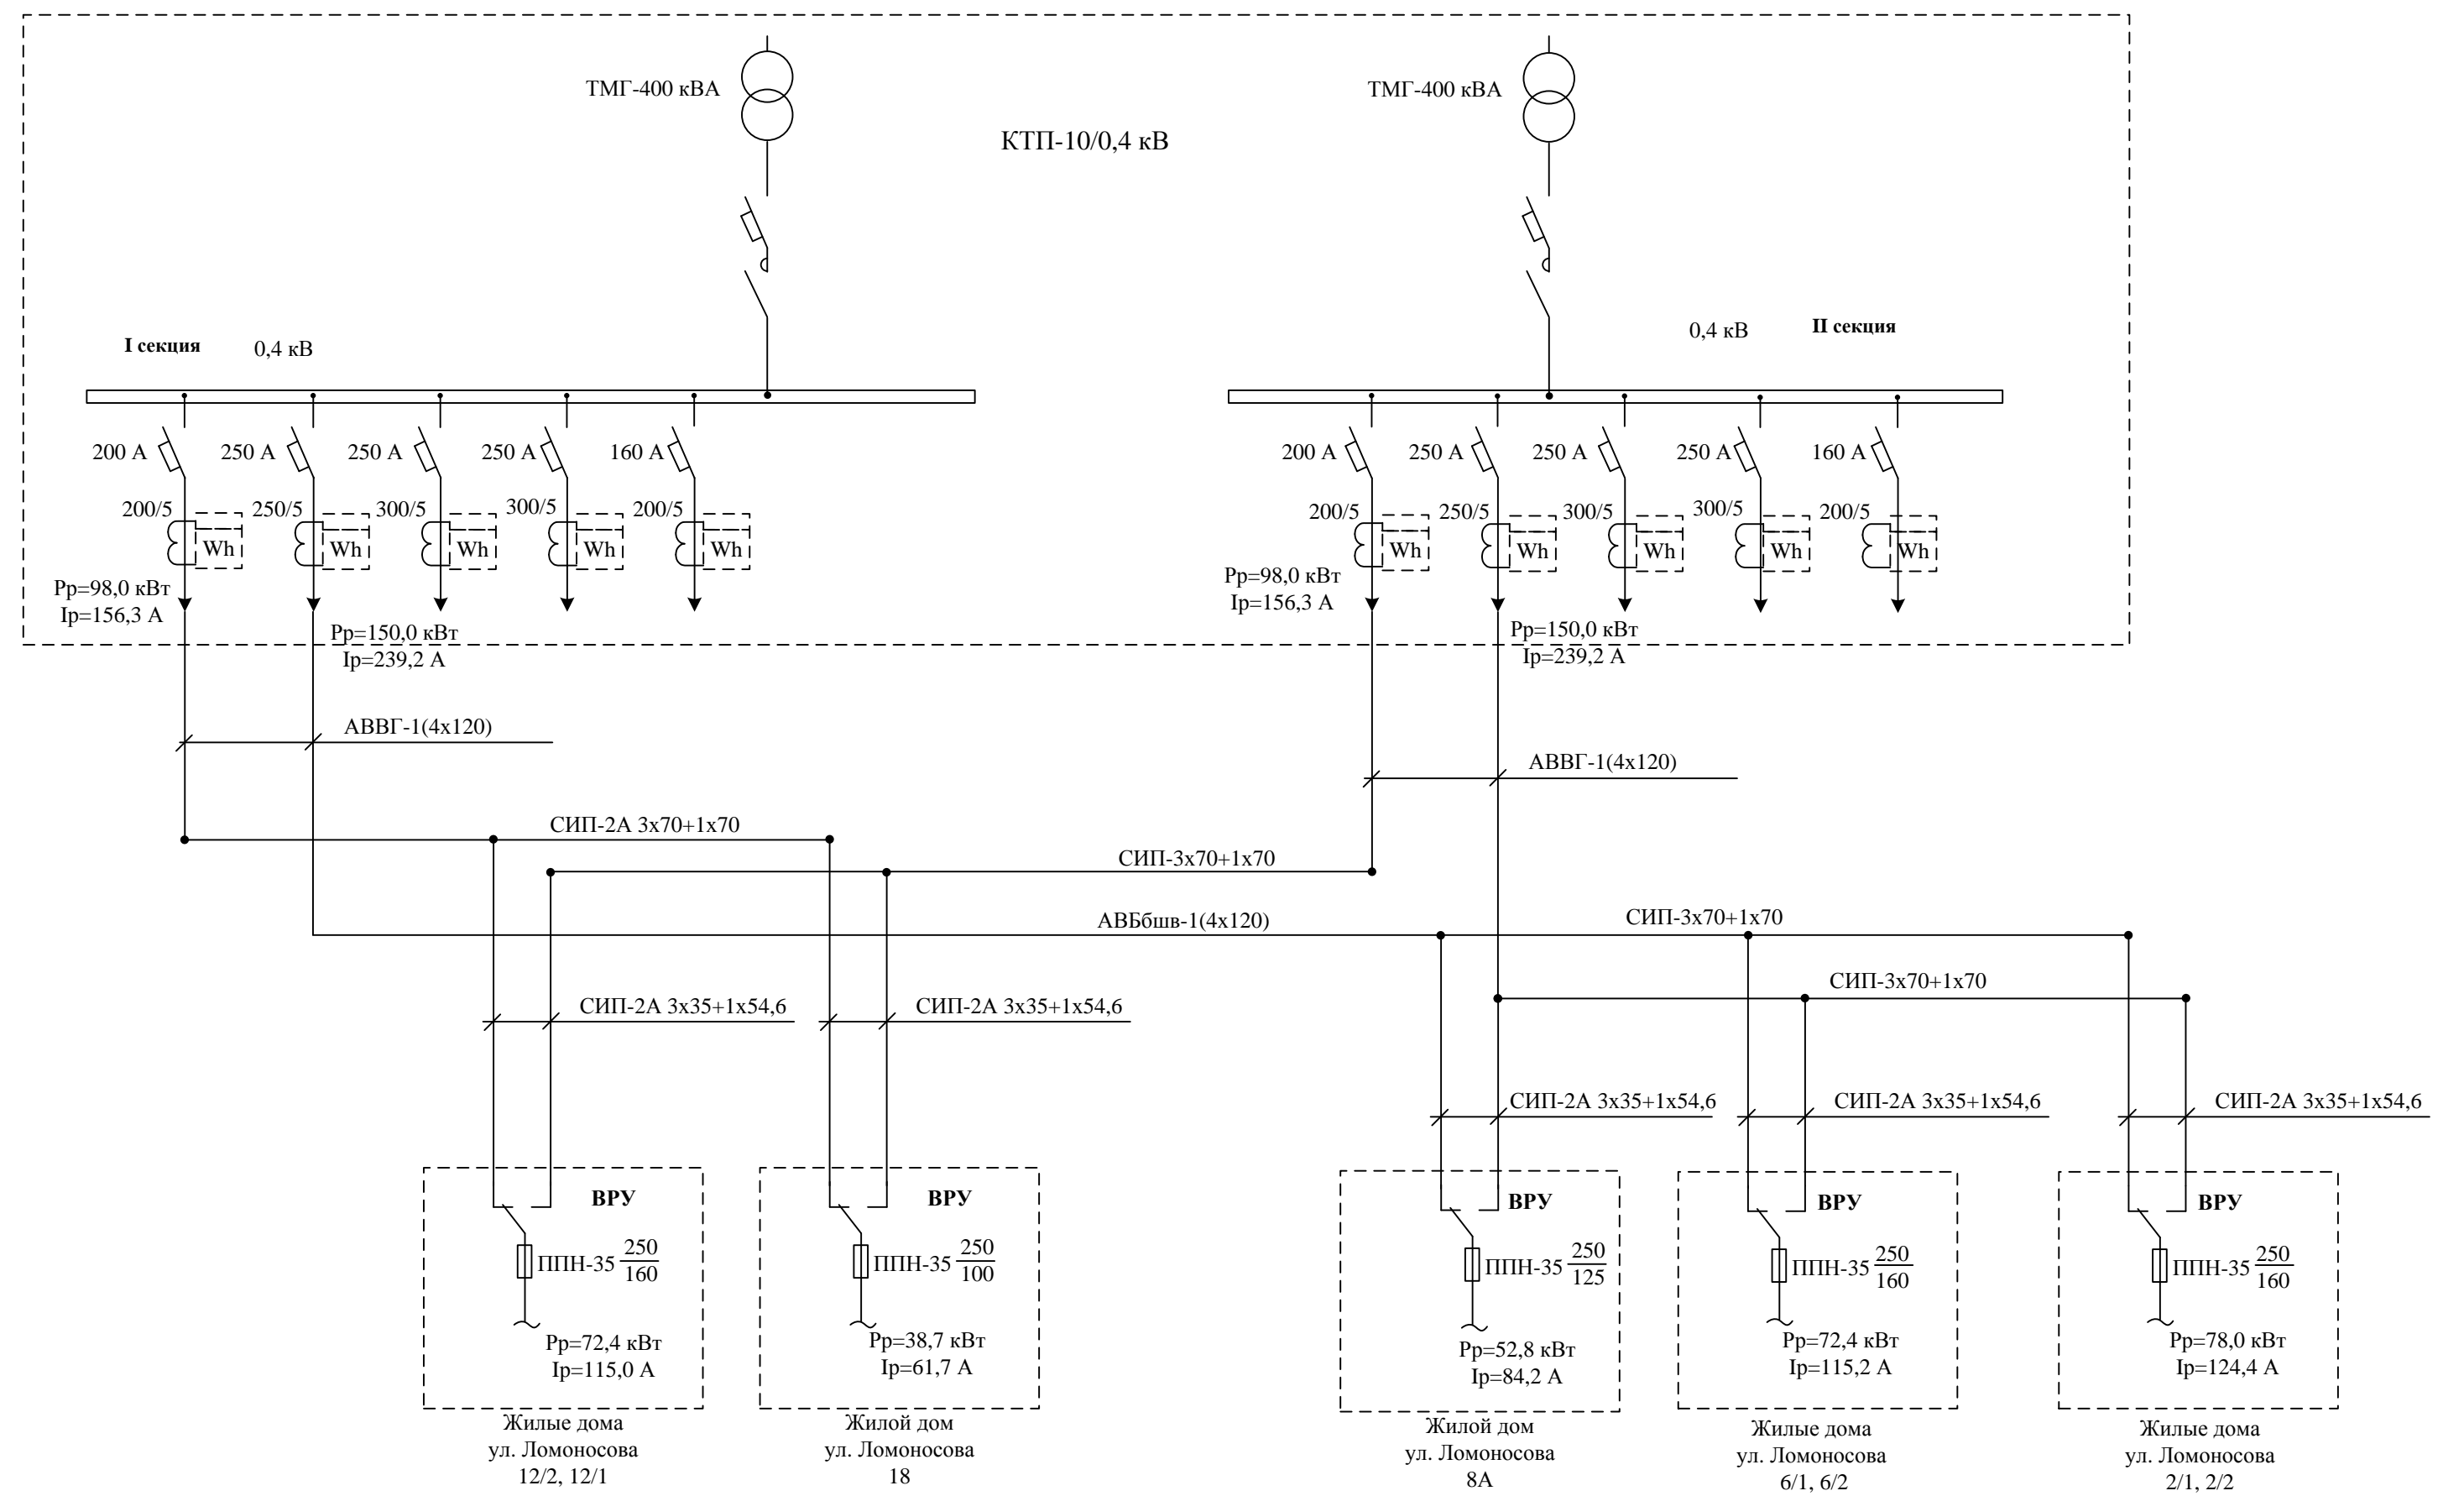 ТМГ-400 кВА
ТМГ-400 кВА
КТП-10/0,4 кВ
I секция
0,4 кВ
0,4 кВ
II секция
200 А
250 А
250 А
250 А
160 А
200 А
250 А
250 А
250 А
160 А
200/5
250/5
300/5
300/5
200/5
200/5
250/5
300/5
300/5
200/5
Wh
Wh
Wh
Wh
Wh
Wh
Wh
Wh
Wh
Wh
Рр=98,0 кВт
Iр=156,3 А
Рр=150,0 кВт
Iр=239,2 А
Рр=98,0 кВт
Iр=156,3 А
Рр=150,0 кВт
Iр=239,2 А
АВВГ-1(4х120)
АВВГ-1(4х120)
СИП-2А 3х70+1х70
СИП-3х70+1х70
АВБбшв-1(4х120)
СИП-3х70+1х70
СИП-3х70+1х70
СИП-2А 3х35+1х54,6
СИП-2А 3х35+1х54,6
СИП-2А 3х35+1х54,6
СИП-2А 3х35+1х54,6
СИП-2А 3х35+1х54,6
ВРУ
ППН-35 250/160
Рр=72,4 кВт
Iр=115,0 А
Жилые дома
ул. Ломоносова
12/2, 12/1
ВРУ
ППН-35 250/100
Рр=38,7 кВт
Iр=61,7 А
Жилой дом
ул. Ломоносова
18
ВРУ
ППН-35 250/125
Рр=52,8 кВт
Iр=84,2 А
Жилой дом
ул. Ломоносова
8А
ВРУ
ППН-35 250/160
Рр=72,4 кВт
Iр=115,2 А
Жилые дома
ул. Ломоносова
6/1, 6/2
ВРУ
ППН-35 250/160
Рр=78,0 кВт
Iр=124,4 А
Жилые дома
ул. Ломоносова
2/1, 2/2